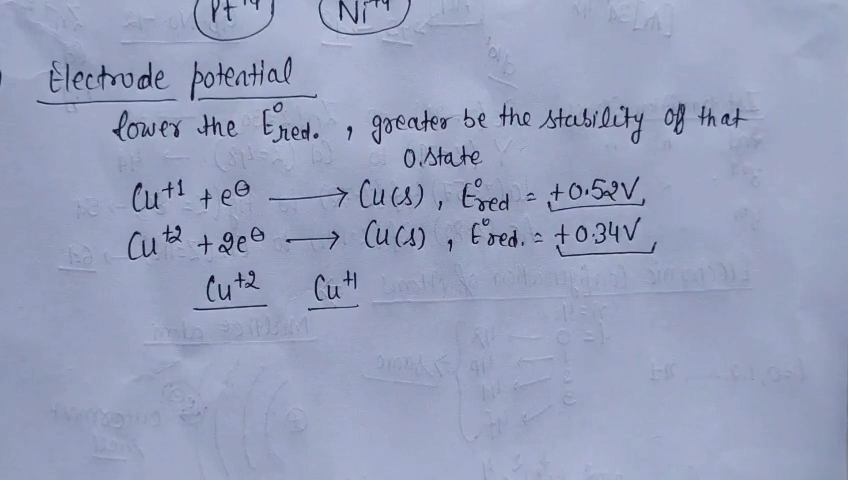 Pt+4 Ni+4
Electrode potential
lower the E°red. , greater be the stability of that
O.state
Cu+1 + e⊖ ⟶ Cu(s) , E°red = +0.52V
Cu+2 + 2e⊖ ⟶ Cu(s) , E°red. = +0.34V
Cu+2 Cu+1